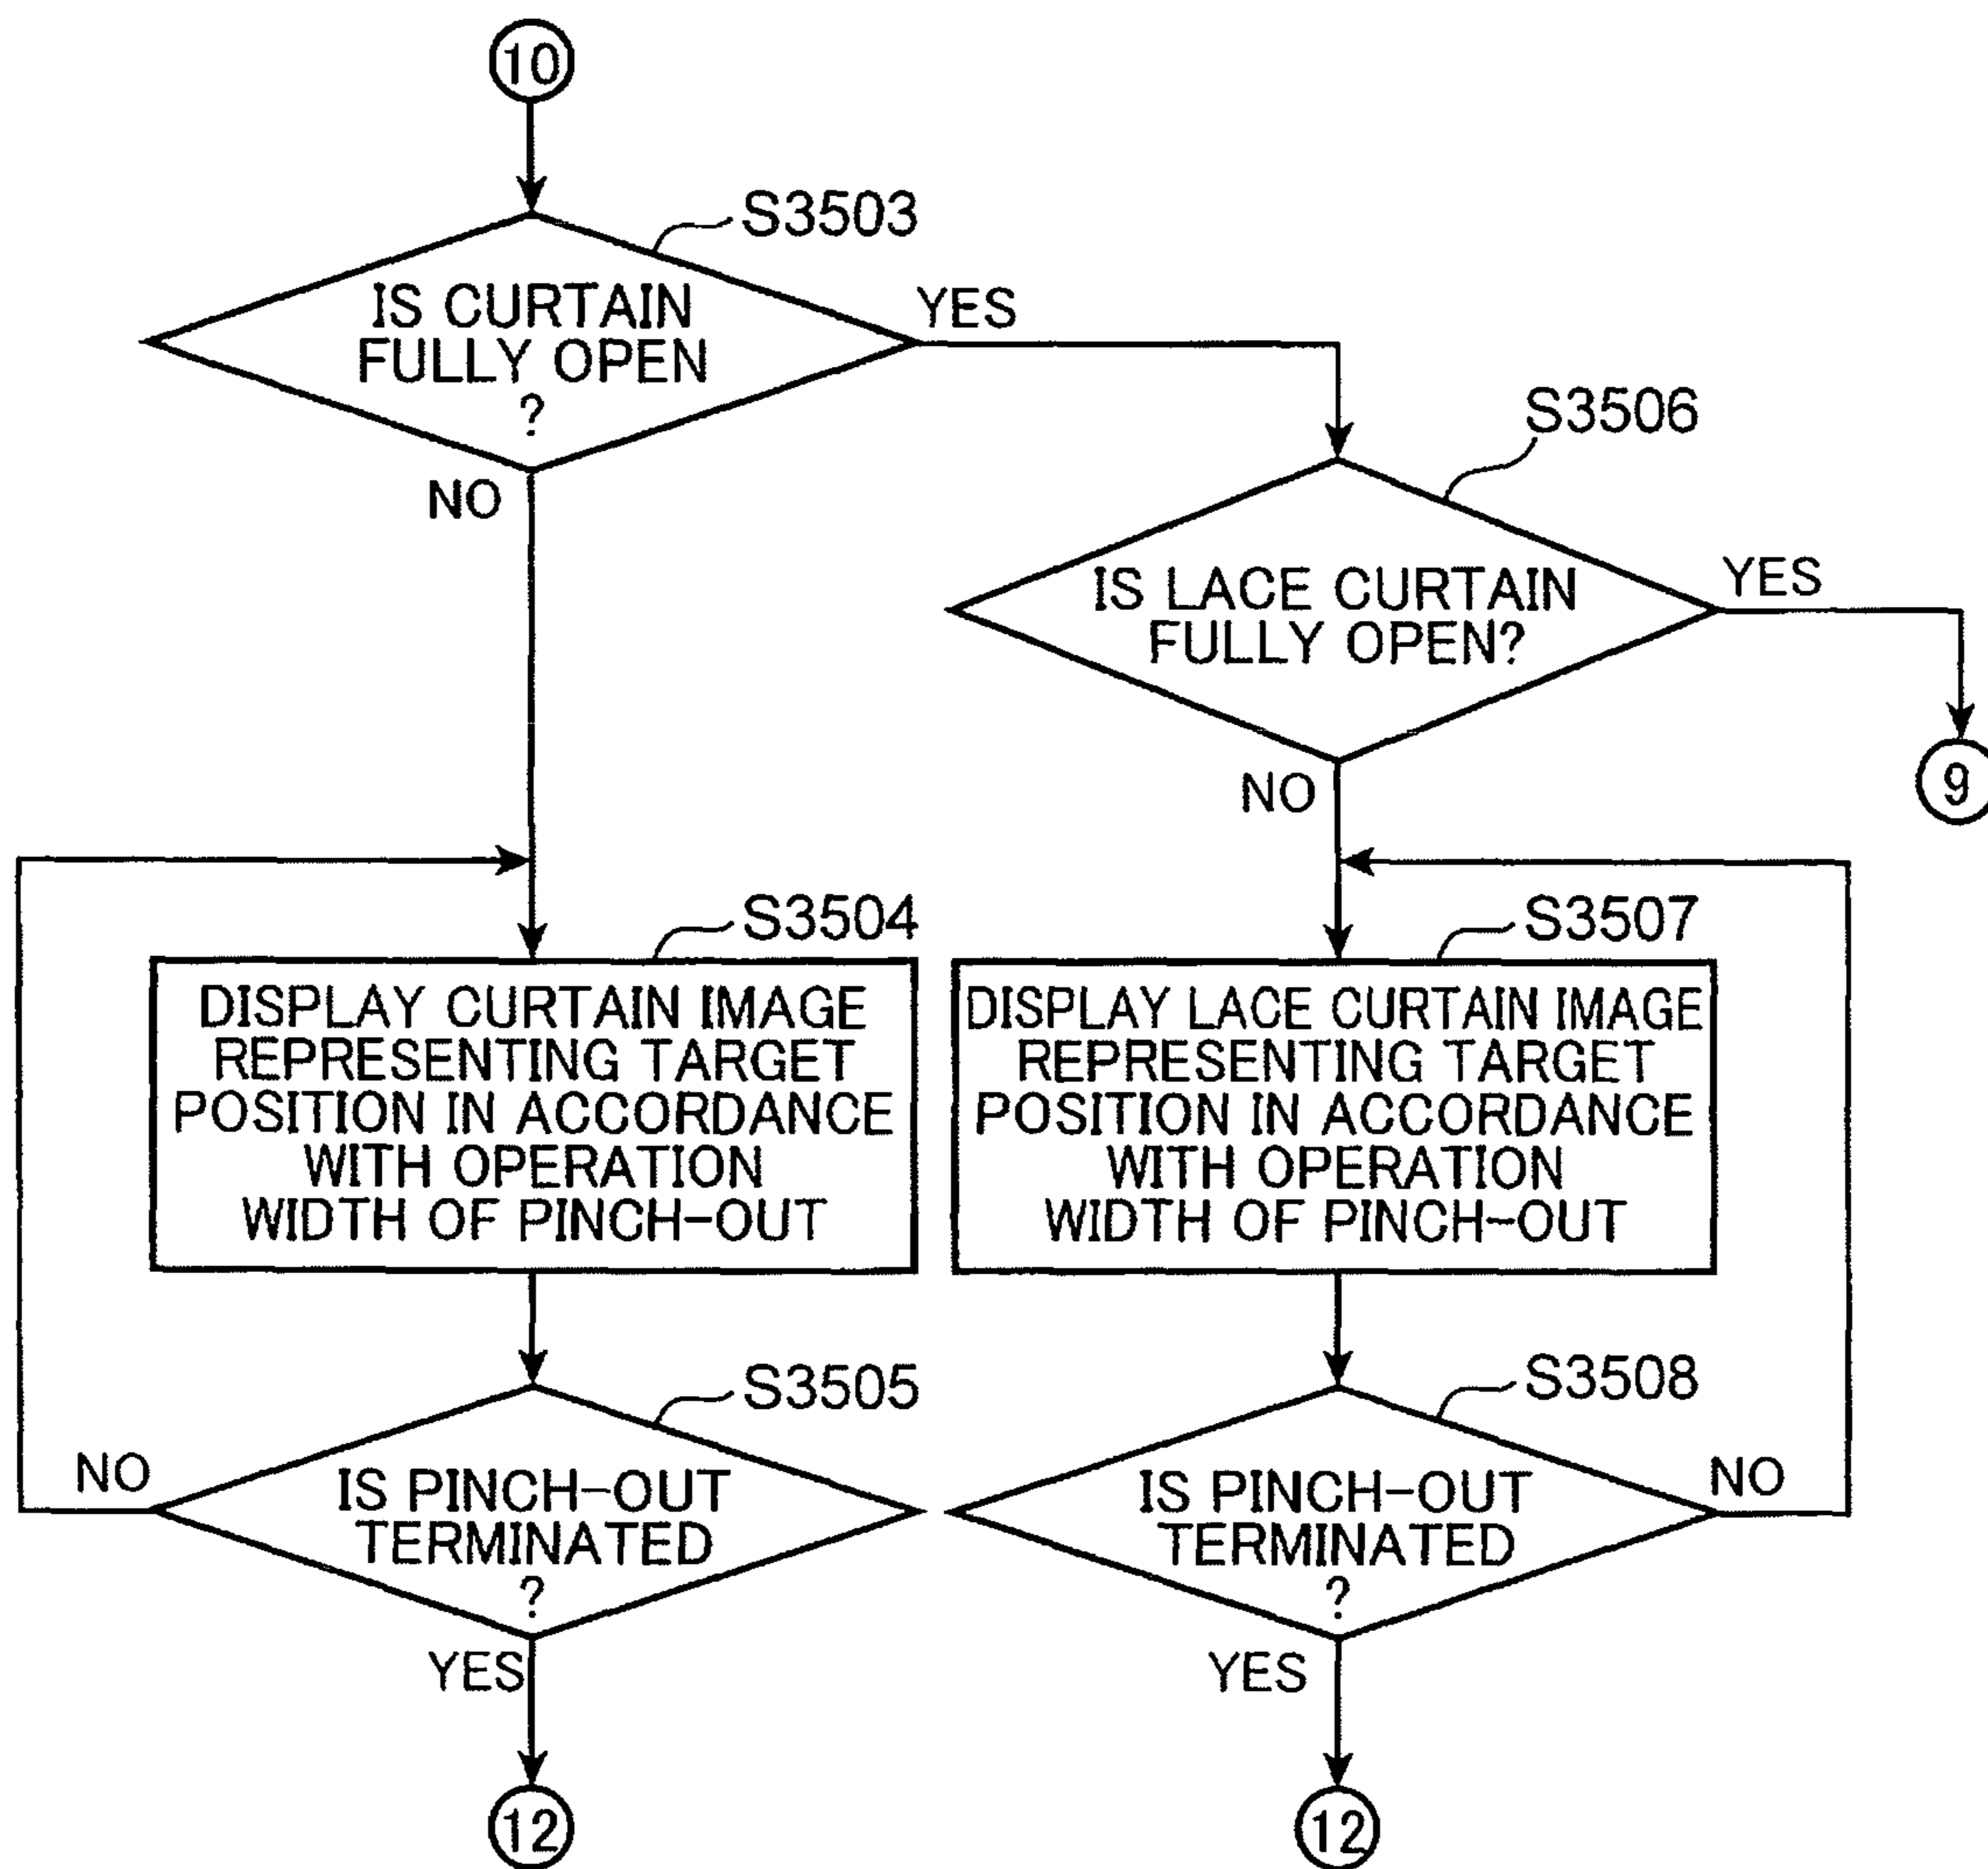 10
S3503
IS CURTAIN
FULLY OPEN
?
YES
NO
S3506
IS LACE CURTAIN
FULLY OPEN?
YES
NO
9
S3504
DISPLAY CURTAIN IMAGE
REPRESENTING TARGET
POSITION IN ACCORDANCE
WITH OPERATION
WIDTH OF PINCH-OUT
S3507
DISPLAY LACE CURTAIN IMAGE
REPRESENTING TARGET
POSITION IN ACCORDANCE
WITH OPERATION
WIDTH OF PINCH-OUT
S3505
NO
IS PINCH-OUT
TERMINATED
?
YES
12
S3508
NO
IS PINCH-OUT
TERMINATED
?
YES
12